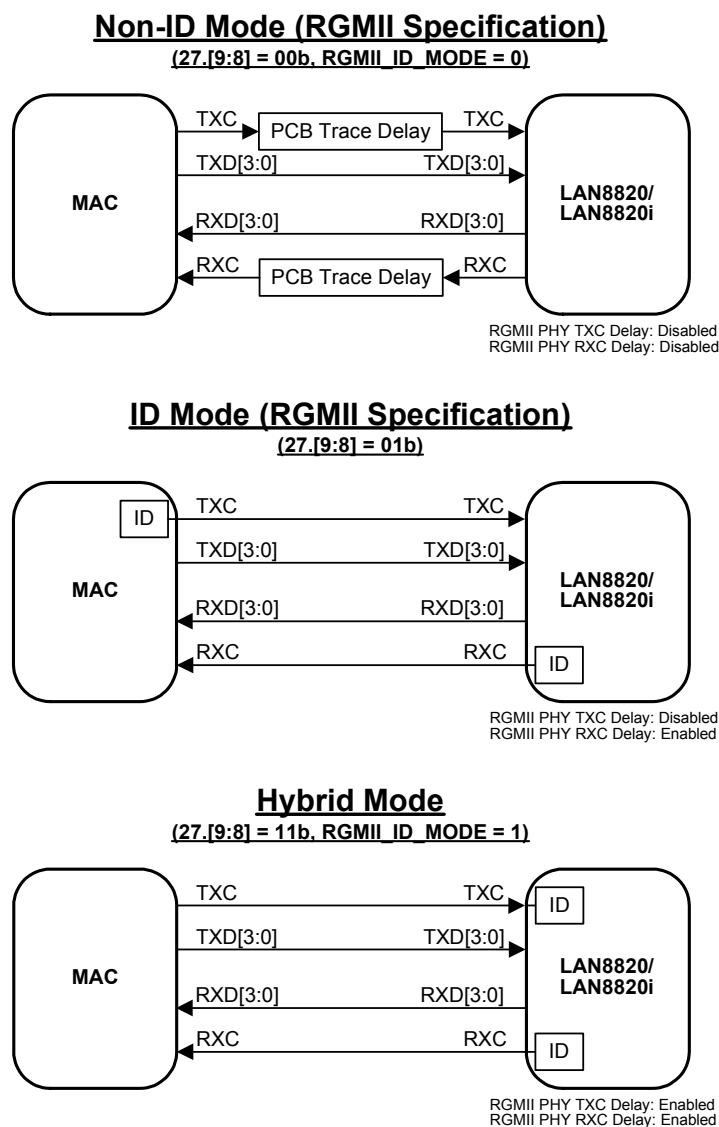 Non-ID Mode (RGMII Specification)
(27.[9:8] = 00b, RGMII_ID_MODE = 0)
TXC
PCB Trace Delay
TXC
TXD[3:0]
TXD[3:0]
MAC
LAN8820/
LAN8820i
RXD[3:0]
RXD[3:0]
RXC
PCB Trace Delay
RXC
RGMII PHY TXC Delay: Disabled
RGMII PHY RXC Delay: Disabled
ID Mode (RGMII Specification)
(27.[9:8] = 01b)
ID
TXC
TXC
TXD[3:0]
TXD[3:0]
MAC
LAN8820/
LAN8820i
RXD[3:0]
RXD[3:0]
RXC
RXC
ID
RGMII PHY TXC Delay: Disabled
RGMII PHY RXC Delay: Enabled
Hybrid Mode
(27.[9:8] = 11b, RGMII_ID_MODE = 1)
TXC
TXC
ID
TXD[3:0]
TXD[3:0]
MAC
LAN8820/
LAN8820i
RXD[3:0]
RXD[3:0]
RXC
RXC
ID
RGMII PHY TXC Delay: Enabled
RGMII PHY RXC Delay: Enabled